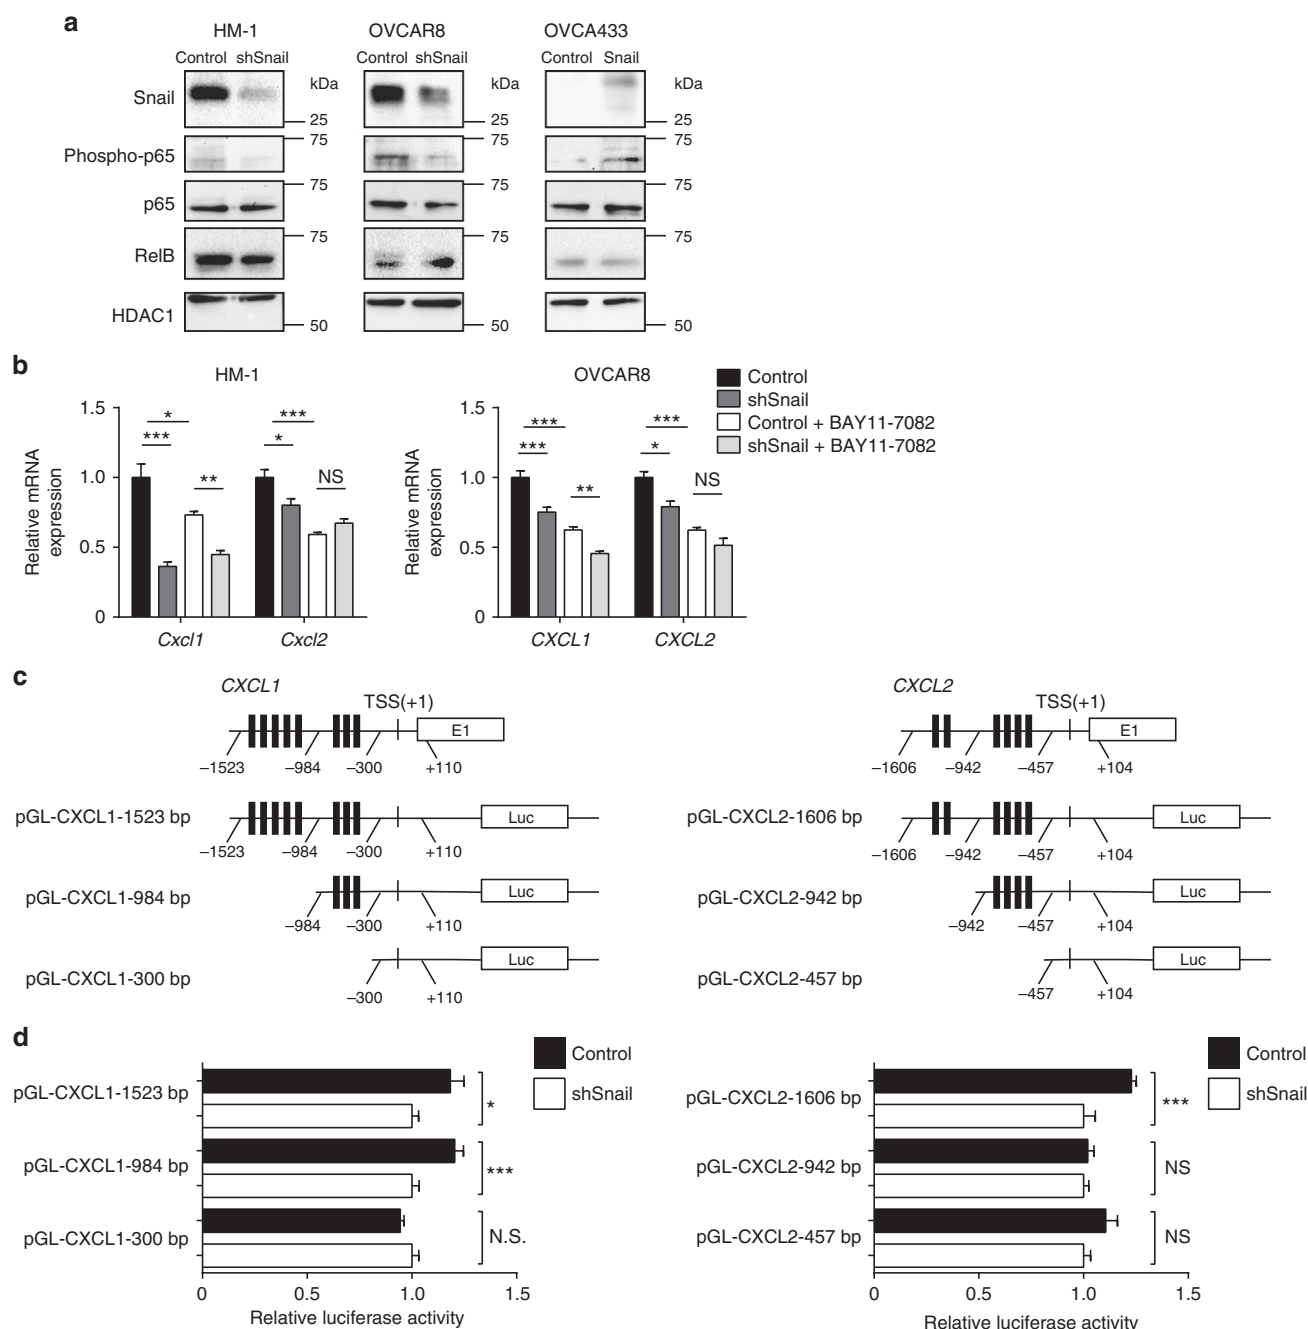 a
HM-1 OVCAR8 OVCA433
Control shSnail Control shSnail Control Snail
kDa kDa kDa
Snail
25 25 25
75 75 75
Phospho-p65
75 75 75
p65
75 75 75
RelB
HDAC1
50 50 50
b
HM-1 OVCAR8
Control
shSnail
Control + BAY11-7082
shSnail + BAY11-7082
Relative mRNA expression
1.5
1.0
0.5
0
* *** ** *** * NS
Cxcl1 Cxcl2
Relative mRNA expression
1.5
1.0
0.5
0
*** *** ** *** * NS
CXCL1 CXCL2
c
CXCL1
TSS(+1)
E1
–1523 –984 –300 +110
pGL-CXCL1-1523 bp Luc
–1523 –984 –300 +110
pGL-CXCL1-984 bp Luc
–984 –300 +110
pGL-CXCL1-300 bp Luc
–300 +110
CXCL2
TSS(+1)
E1
–1606 –942 –457 +104
pGL-CXCL2-1606 bp Luc
–1606 –942 –457 +104
pGL-CXCL2-942 bp Luc
–942 –457 +104
pGL-CXCL2-457 bp Luc
–457 +104
d
Control
shSnail
pGL-CXCL1-1523 bp *
pGL-CXCL1-984 bp ***
pGL-CXCL1-300 bp N.S.
0 0.5 1.0 1.5
Relative luciferase activity
Control
shSnail
pGL-CXCL2-1606 bp ***
pGL-CXCL2-942 bp NS
pGL-CXCL2-457 bp NS
0 0.5 1.0 1.5
Relative luciferase activity